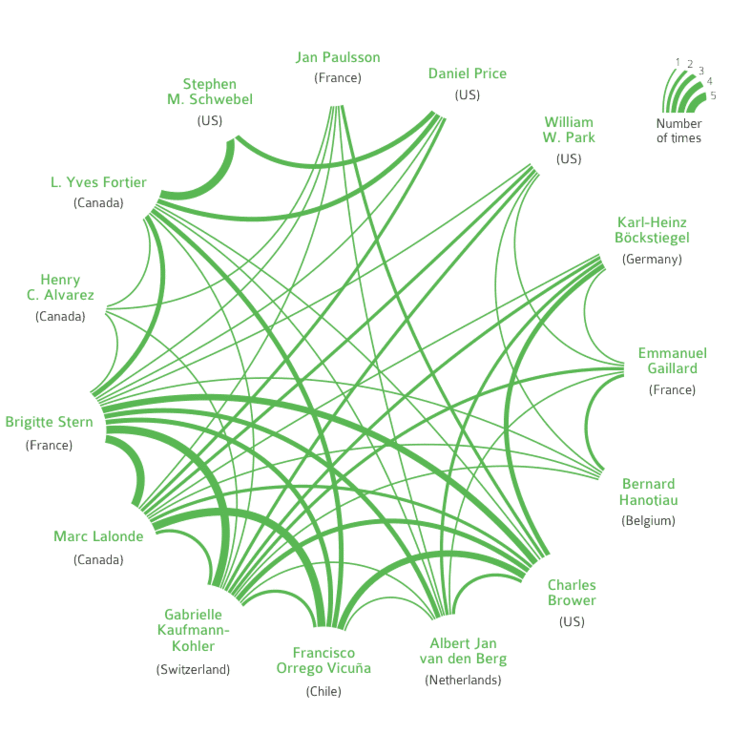 Jan Paulsson
(France)
Daniel Price
(US)
Stephen
M. Schwebel
(US)
1 2 3 4 5
Number
of times
William
W. Park
(US)
L. Yves Fortier
(Canada)
Karl-Heinz
Böckstiegel
(Germany)
Henry
C. Alvarez
(Canada)
Emmanuel
Gaillard
(France)
Brigitte Stern
(France)
Bernard
Hanotiau
(Belgium)
Marc Lalonde
(Canada)
Charles
Brower
(US)
Gabrielle
Kaufmann-
Kohler
(Switzerland)
Francisco
Orrego Vicuña
(Chile)
Albert Jan
van den Berg
(Netherlands)